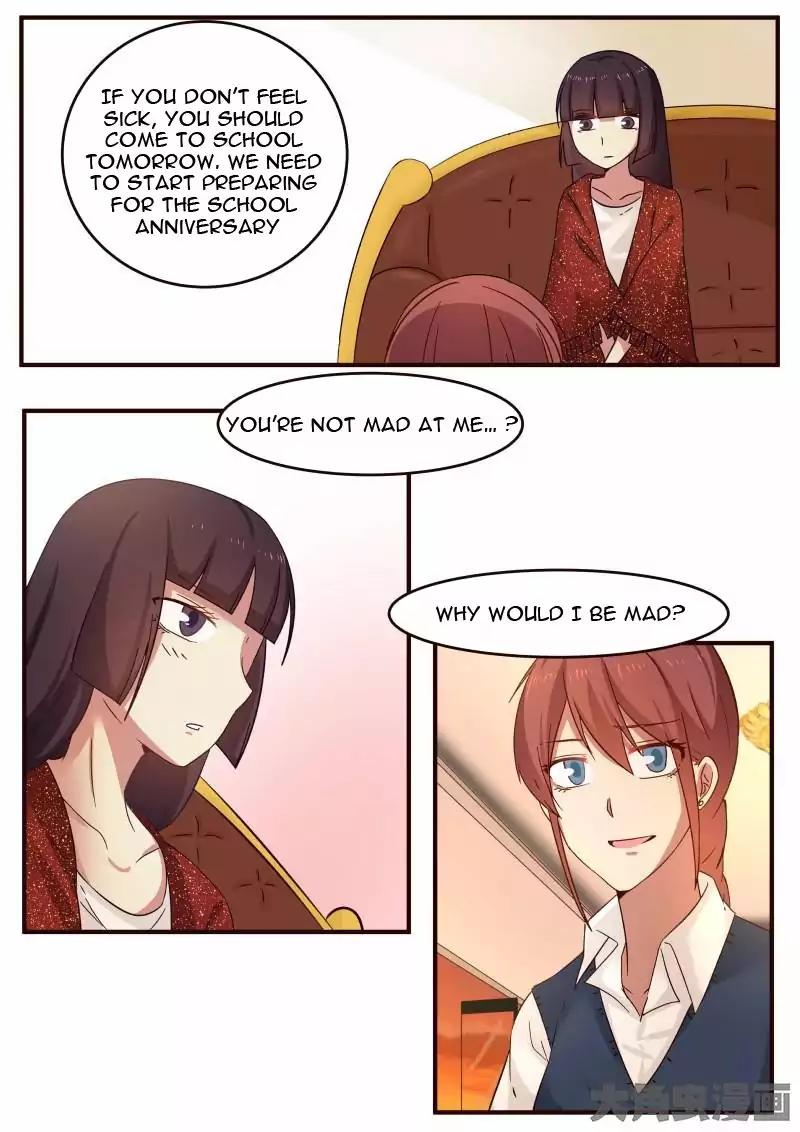 IF YOU DON'T FEEL
SICK, YOU SHOULD
COME TO SCHOOL
TOMORROW. WE NEED
TO START PREPARING
FOR THE SCHOOL
ANNIVERSARY
YOU'RE NOT MAD AT ME... ?
WHY WOULD I BE MAD?
大角虫漫画